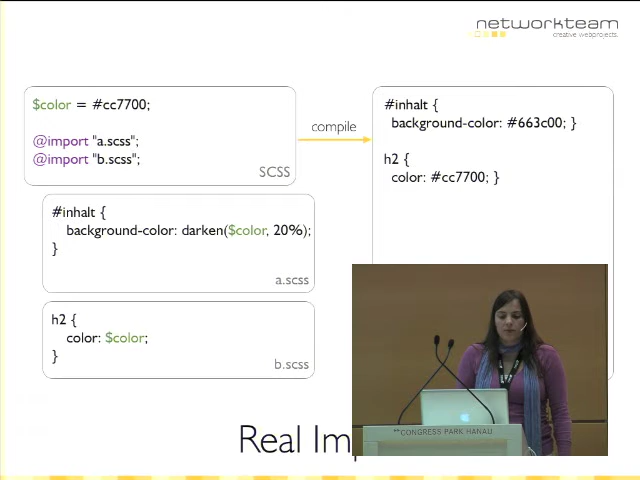 networkteam
creative webprojects.
$color = #cc7700;
@import "a.scss";
@import "b.scss";
SCSS
compile
#inhalt {
background-color: #663c00; }
h2 {
color: #cc7700; }
#inhalt {
background-color: darken($color, 20%);
}
a.scss
h2 {
color: $color;
}
b.scss
CONGRESS PARK HANAU
Real Imp